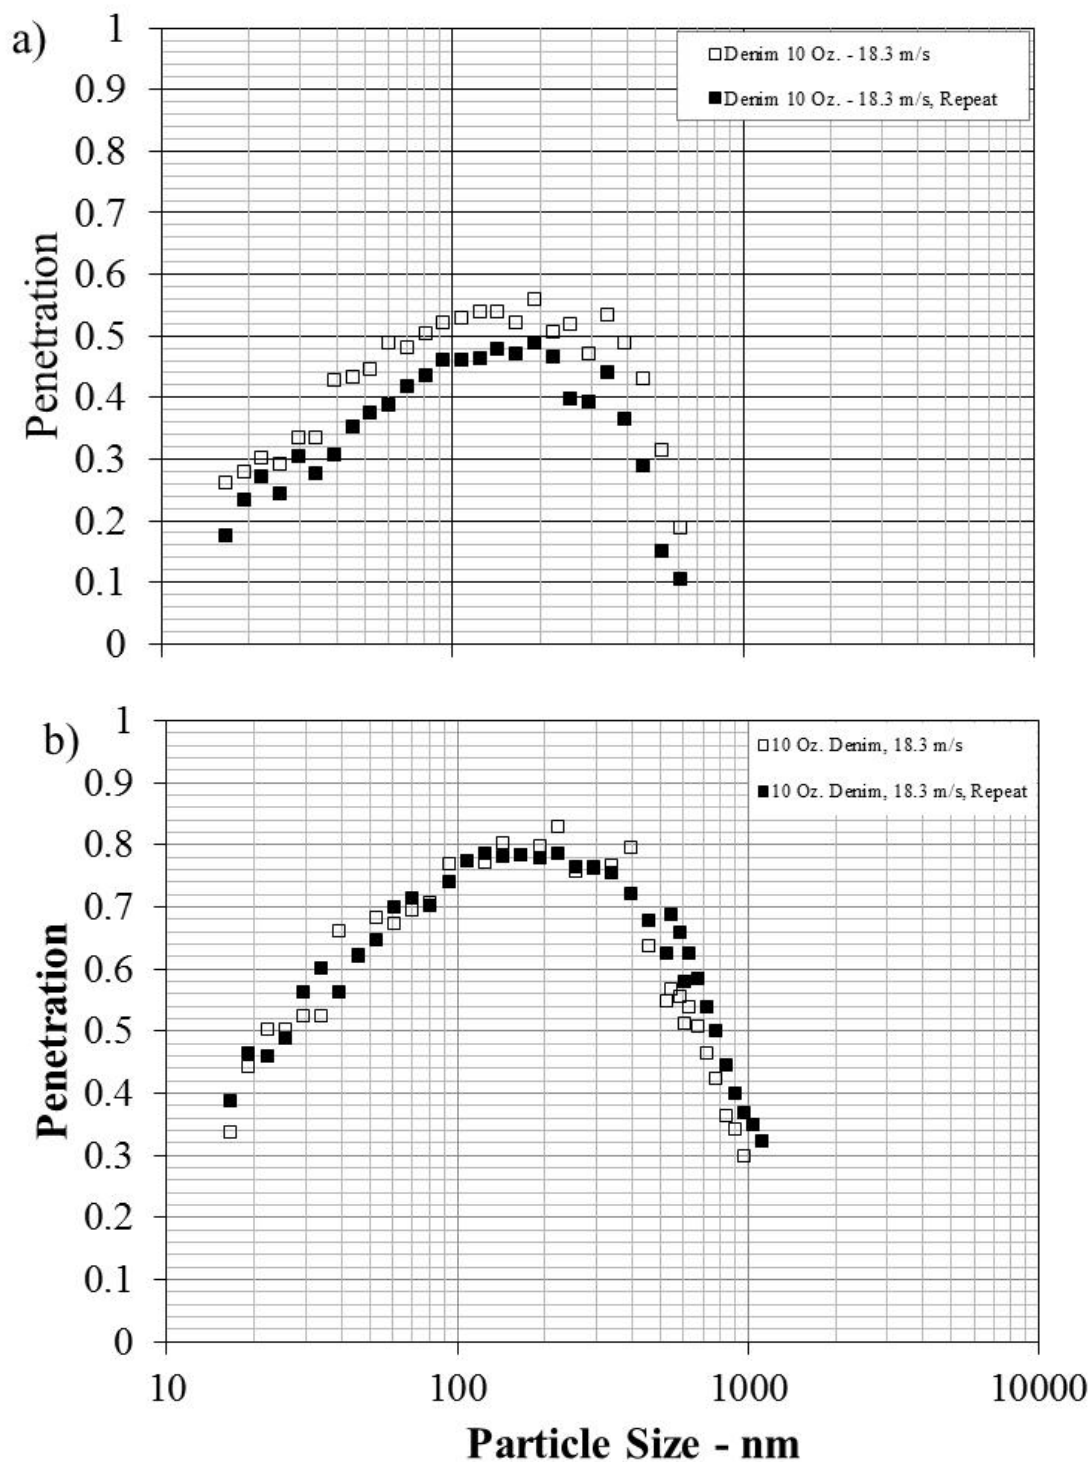 a)
1
0.9
0.8
0.7
0.6
0.5
0.4
0.3
0.2
0.1
0
Penetration
Denim 10 Oz. - 18.3 m/s
Denim 10 Oz. - 18.3 m/s, Repeat
b)
1
0.9
0.8
0.7
0.6
0.5
0.4
0.3
0.2
0.1
0
Penetration
10 Oz. Denim, 18.3 m/s
10 Oz. Denim, 18.3 m/s, Repeat
10 100 1000 10000
Particle Size - nm